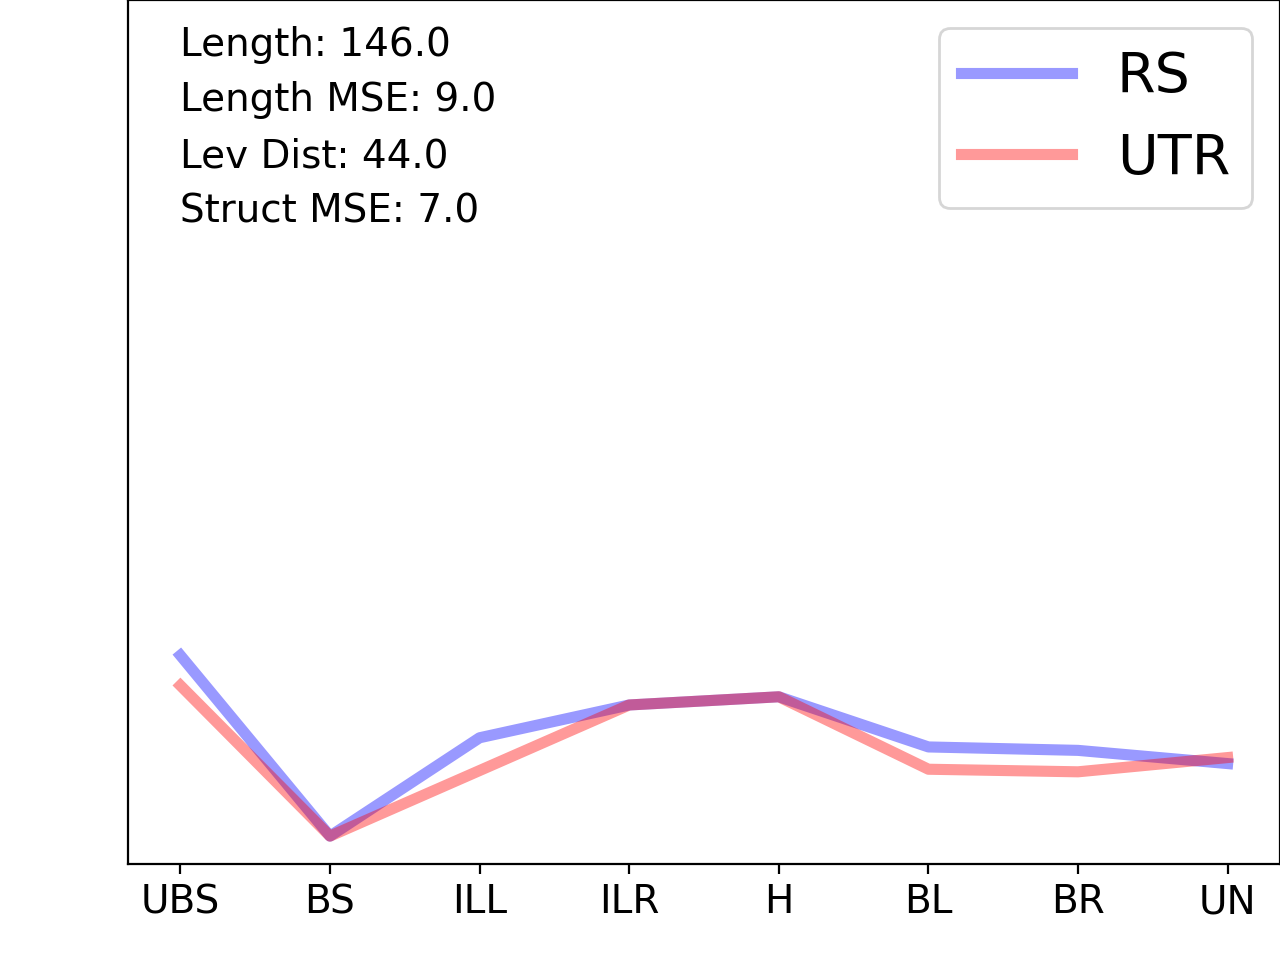 Length: 146.0
Length MSE: 9.0
Lev Dist: 44.0
Struct MSE: 7.0
RS
UTR
UBS BS ILL ILR H BL BR UN